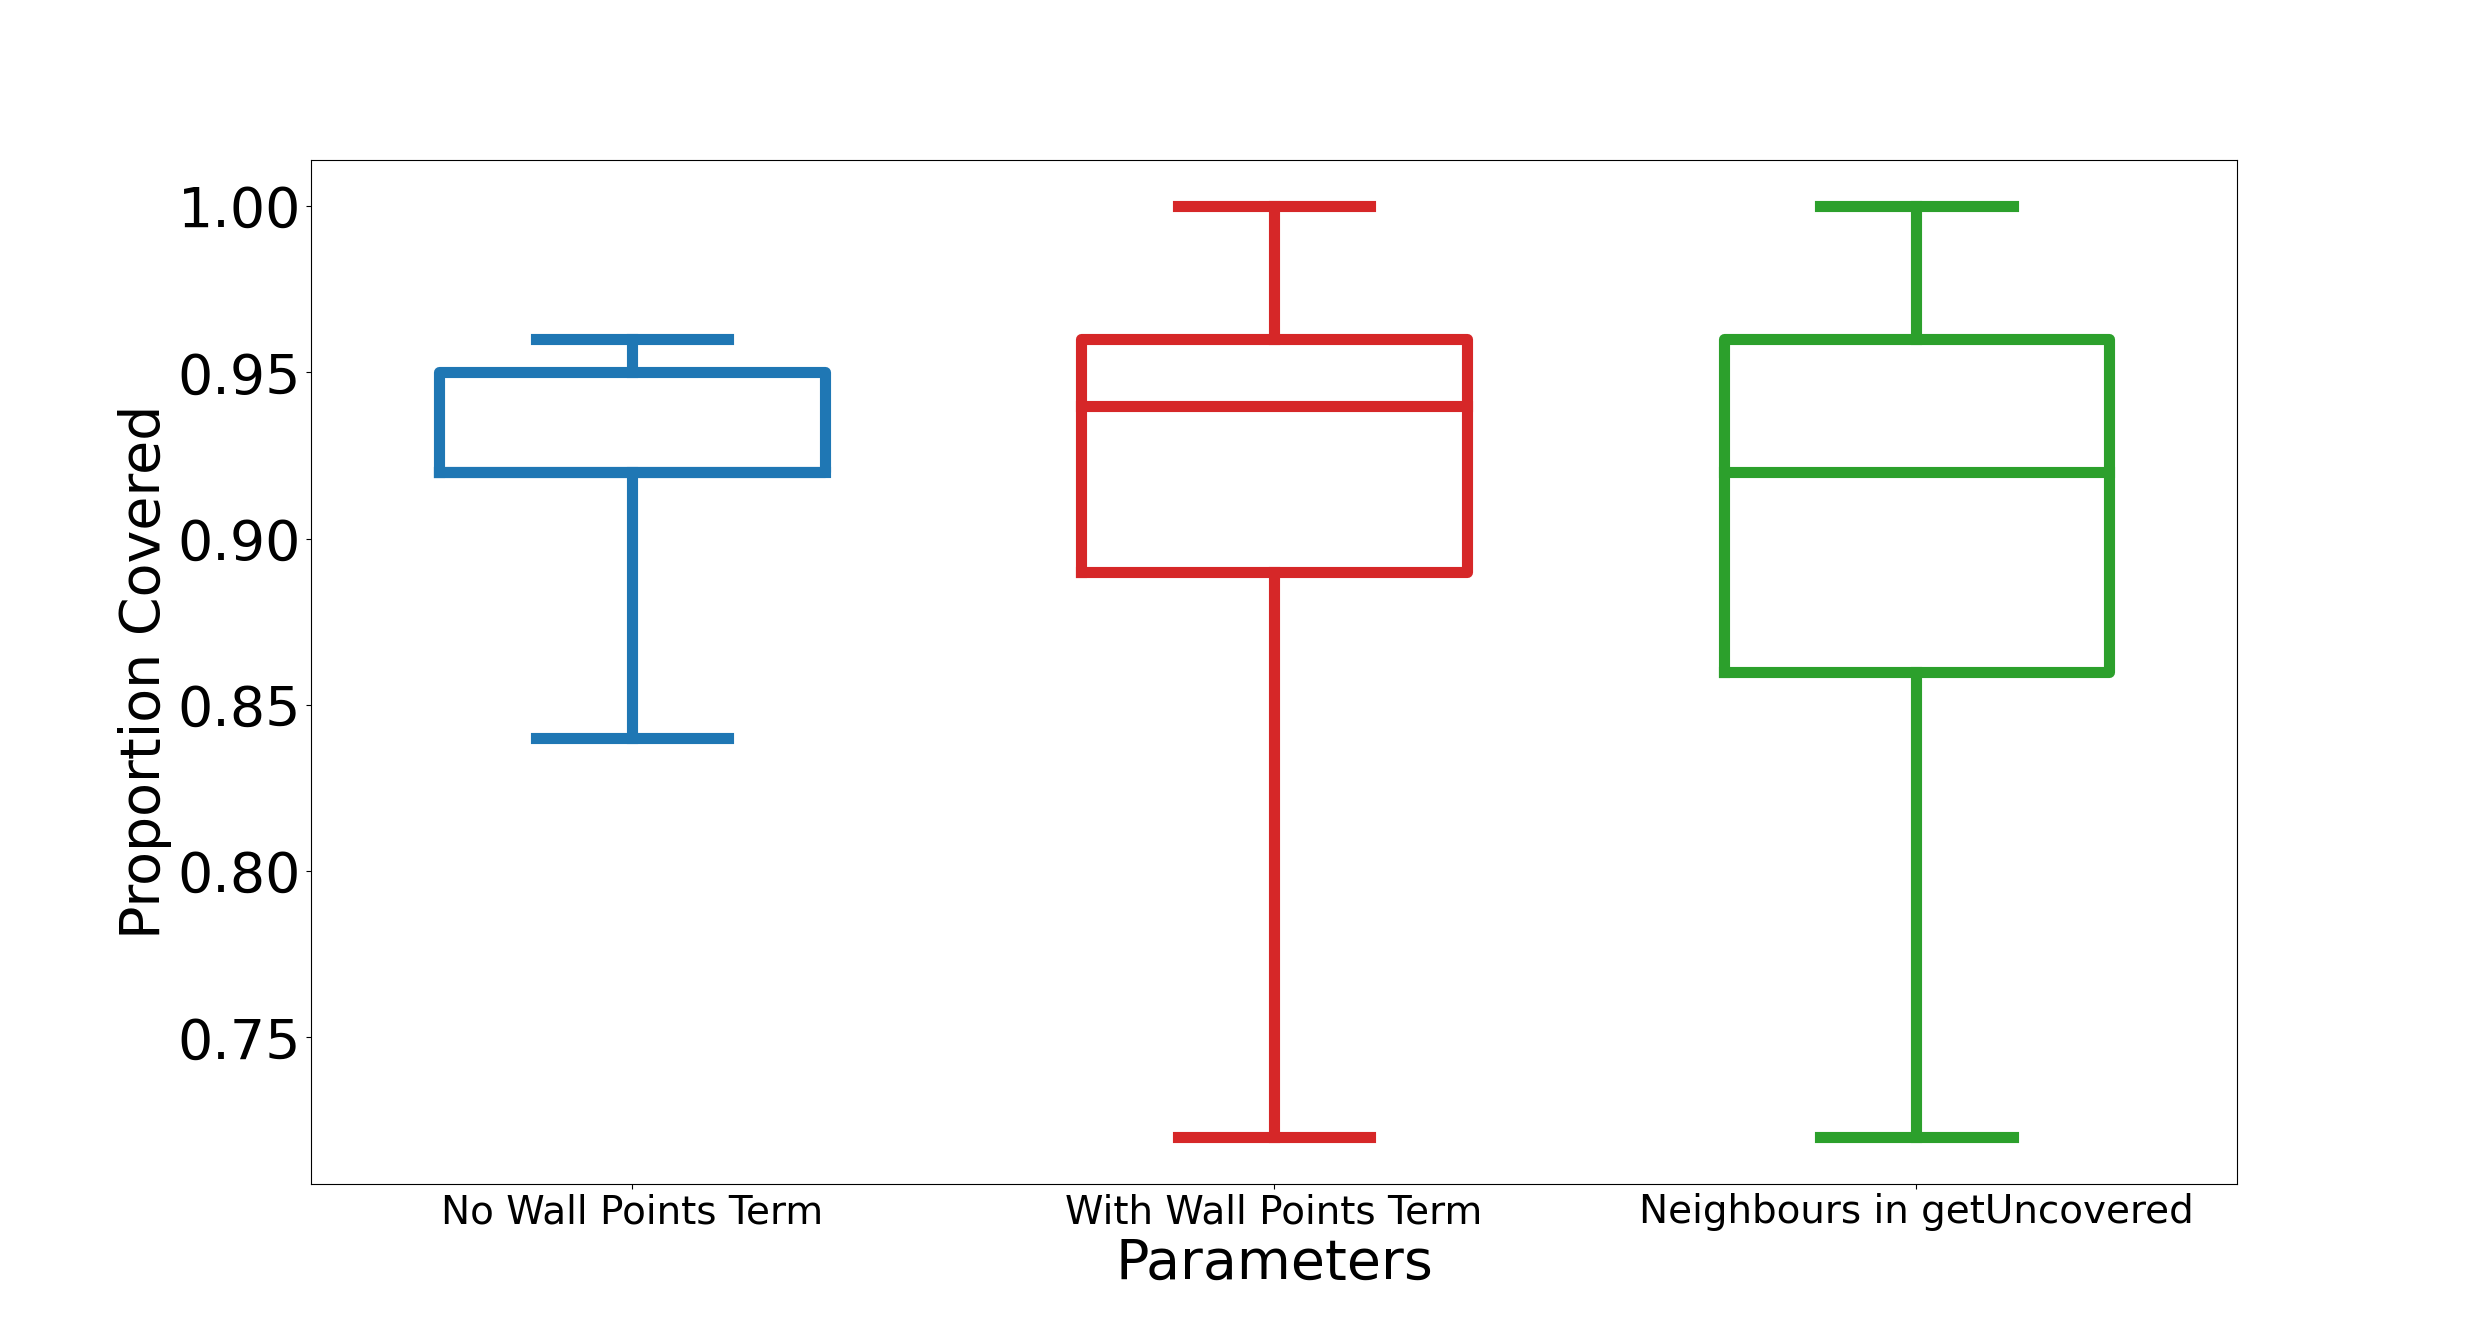 Proportion Covered
1.00
0.95
0.90
0.85
0.80
0.75
No Wall Points Term
With Wall Points Term
Neighbours in getUncovered
Parameters